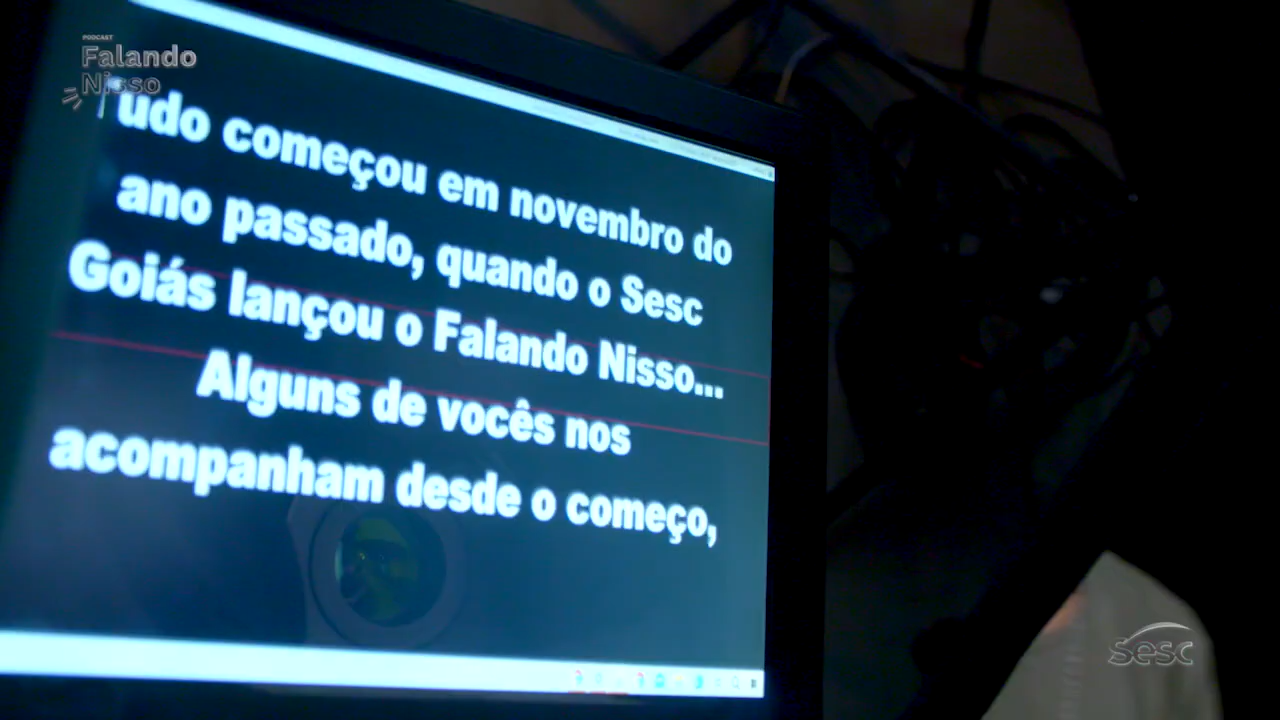 PODCAST
Falando
Nisso
Tudo começou em novembro do
ano passado, quando o Sesc
Goiás lançou o Falando Nisso...
Alguns de vocês nos
acompanham desde o começo,
Sesc